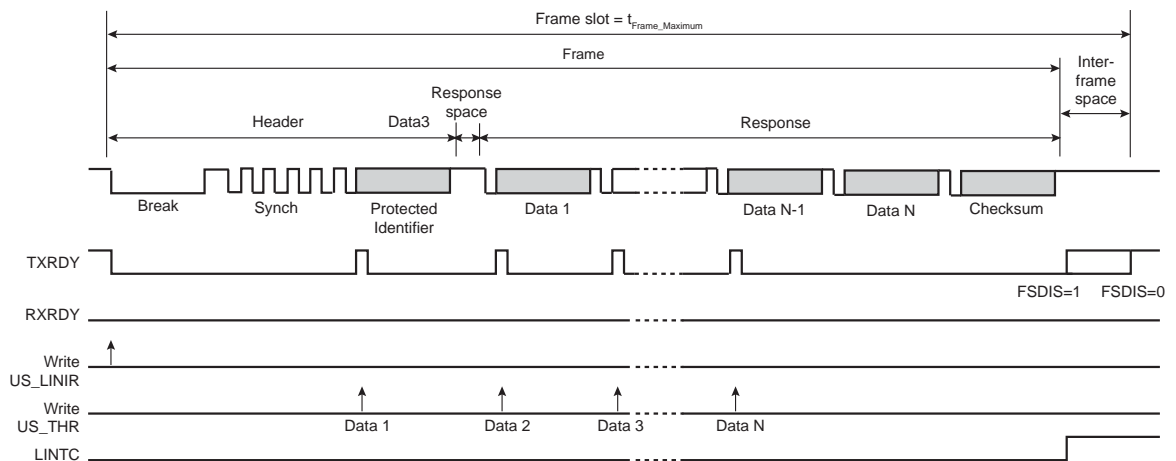 Frame slot = tFrame_Maximum
Frame
Inter-
frame
space
Response
space
Header
Data3
Response
Break
Synch
Protected
Identifier
Data 1
Data N-1
Data N
Checksum
TXRDY
FSDIS=1
FSDIS=0
RXRDY
Write
US_LINIR
Write
US_THR
Data 1
Data 2
Data 3
Data N
LINTC